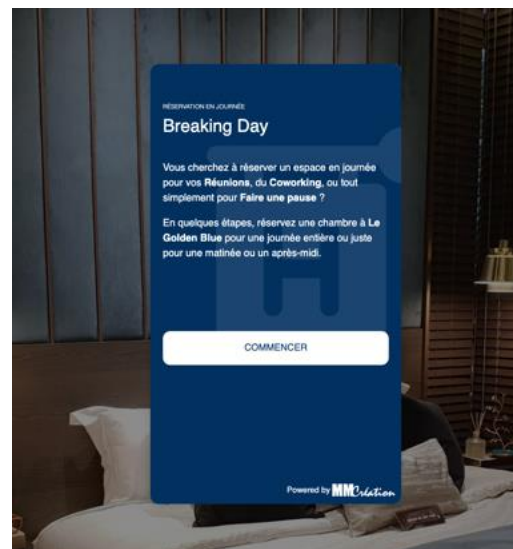 RÉSERVATION EN JOURNÉE
Breaking Day
Vous cherchez à réserver un espace en journée
pour vos Réunions, du Coworking, ou tout
simplement pour Faire une pause ?
En quelques étapes, réservez une chambre à Le
Golden Blue pour une journée entière ou juste
pour une matinée ou un après-midi.
COMMENCER
Powered by MMCréation